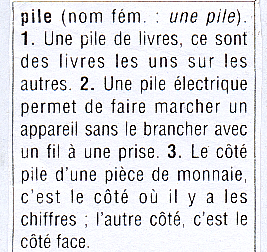 pile (nom fém. : une pile).
1. Une pile de livres, ce sont
des livres les uns sur les
autres. 2. Une pile électrique
permet de faire marcher un
appareil sans le brancher avec
un fil à une prise. 3. Le côté
pile d'une pièce de monnaie,
c'est le côté où il y a les
chiffres ; l'autre côté, c'est le
côté face.